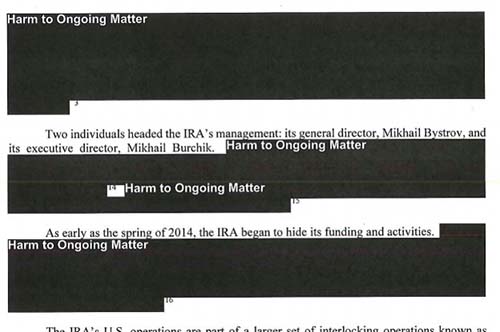 Harm to Ongoing Matter
3
Two individuals headed the IRA's management: its general director, Mikhail Bystrov, and
its executive director, Mikhail Burchik. Harm to Ongoing Matter
14 Harm to Ongoing Matter
15
As early as the spring of 2014, the IRA began to hide its funding and activities.
Harm to Ongoing Matter
16
The IRA's U.S. operations are part of a larger set of interlocking operations known as